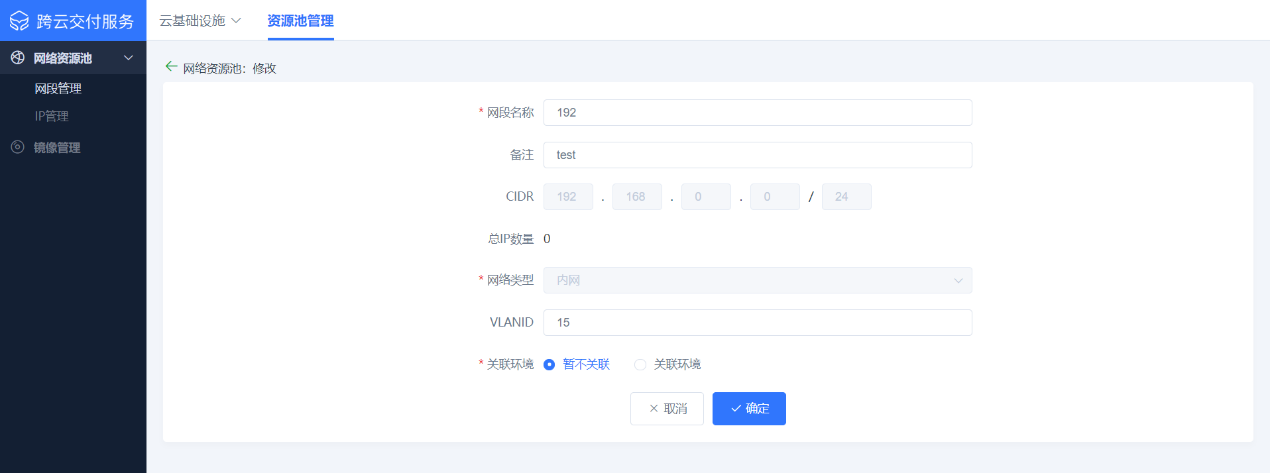 跨云交付服务
云基础设施
资源池管理
网络资源池
网段管理
IP管理
镜像管理
网络资源池：修改
* 网段名称 192
备注 test
CIDR 192 . 168 . 0 . 0 / 24
总IP数量 0
* 网络类型 内网
VLANID 15
* 关联环境 暂不关联 关联环境
取消 确定